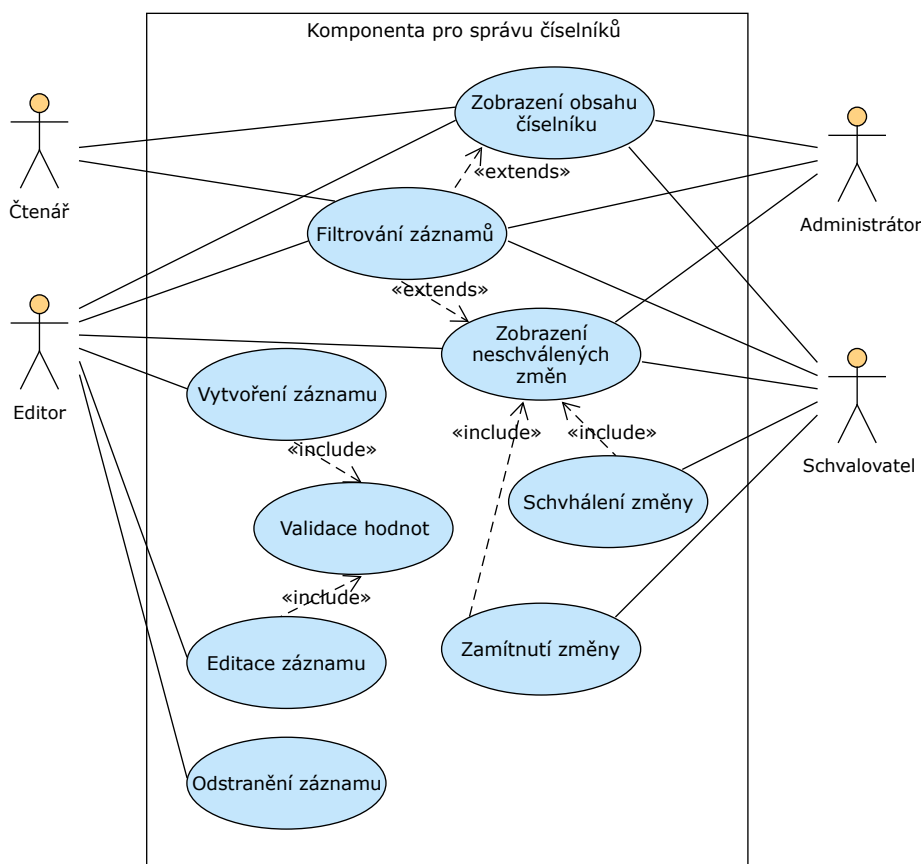 Komponenta pro správu číselníků
Zobrazení obsahu
číselníku
«extends»
Čtenář
Administrátor
Filtrování záznamů
«extends»
Zobrazení
neschválených
změn
Editor
Vytvoření záznamu
«include»
«include»
«include»
Schvalovatel
Schvhálení změny
Validace hodnot
«include»
Editace záznamu
Zamítnutí změny
Odstranění záznamu